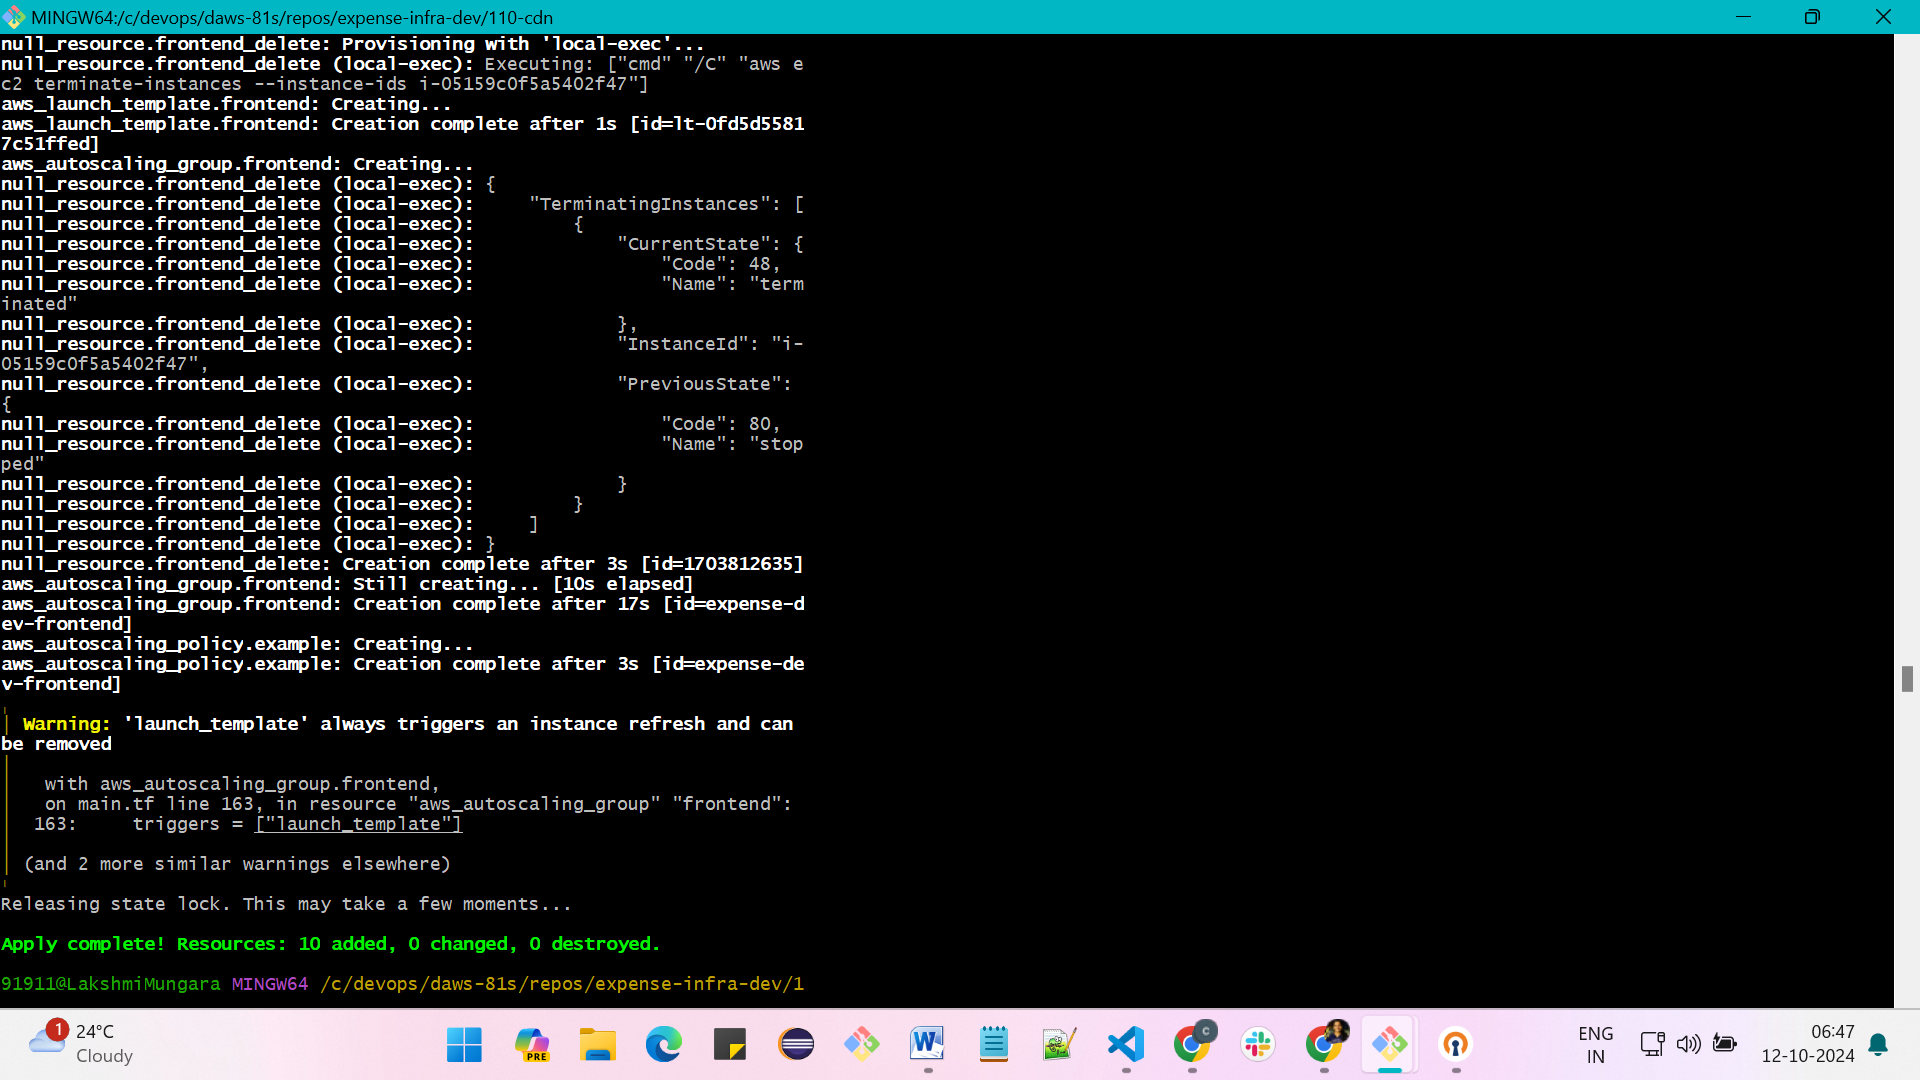 MINGW64:/c/devops/daws-81s/repos/expense-infra-dev/110-cdn
null_resource.frontend_delete: Provisioning with 'local-exec'...
null_resource.frontend_delete (local-exec): Executing: ["cmd" "/C" "aws e
c2 terminate-instances --instance-ids i-05159c0f5a5402f47"]
aws_launch_template.frontend: Creating...
aws_launch_template.frontend: Creation complete after 1s [id=lt-0fd5d5581
7c51ffed]
aws_autoscaling_group.frontend: Creating...
null_resource.frontend_delete (local-exec): {
null_resource.frontend_delete (local-exec):     "TerminatingInstances": [
null_resource.frontend_delete (local-exec):         {
null_resource.frontend_delete (local-exec):             "CurrentState": {
null_resource.frontend_delete (local-exec):                 "Code": 48,
null_resource.frontend_delete (local-exec):                 "Name": "term
inated"
null_resource.frontend_delete (local-exec):             },
null_resource.frontend_delete (local-exec):             "InstanceId": "i-
05159c0f5a5402f47",
null_resource.frontend_delete (local-exec):             "PreviousState":
{
null_resource.frontend_delete (local-exec):                 "Code": 80,
null_resource.frontend_delete (local-exec):                 "Name": "stop
ped"
null_resource.frontend_delete (local-exec):             }
null_resource.frontend_delete (local-exec):         }
null_resource.frontend_delete (local-exec):     ]
null_resource.frontend_delete (local-exec): }
null_resource.frontend_delete: Creation complete after 3s [id=1703812635]
aws_autoscaling_group.frontend: Still creating... [10s elapsed]
aws_autoscaling_group.frontend: Creation complete after 17s [id=expense-d
ev-frontend]
aws_autoscaling_policy.example: Creating...
aws_autoscaling_policy.example: Creation complete after 3s [id=expense-de
v-frontend]
Warning: 'launch_template' always triggers an instance refresh and can
be removed
with aws_autoscaling_group.frontend,
on main.tf line 163, in resource "aws_autoscaling_group" "frontend":
163:     triggers = ["launch_template"]
(and 2 more similar warnings elsewhere)
Releasing state lock. This may take a few moments...
Apply complete! Resources: 10 added, 0 changed, 0 destroyed.
91911@LakshmiMungara MINGW64 /c/devops/daws-81s/repos/expense-infra-dev/1
1
24°C
Cloudy
PRE
W
C
ENG
IN
06:47
12-10-2024